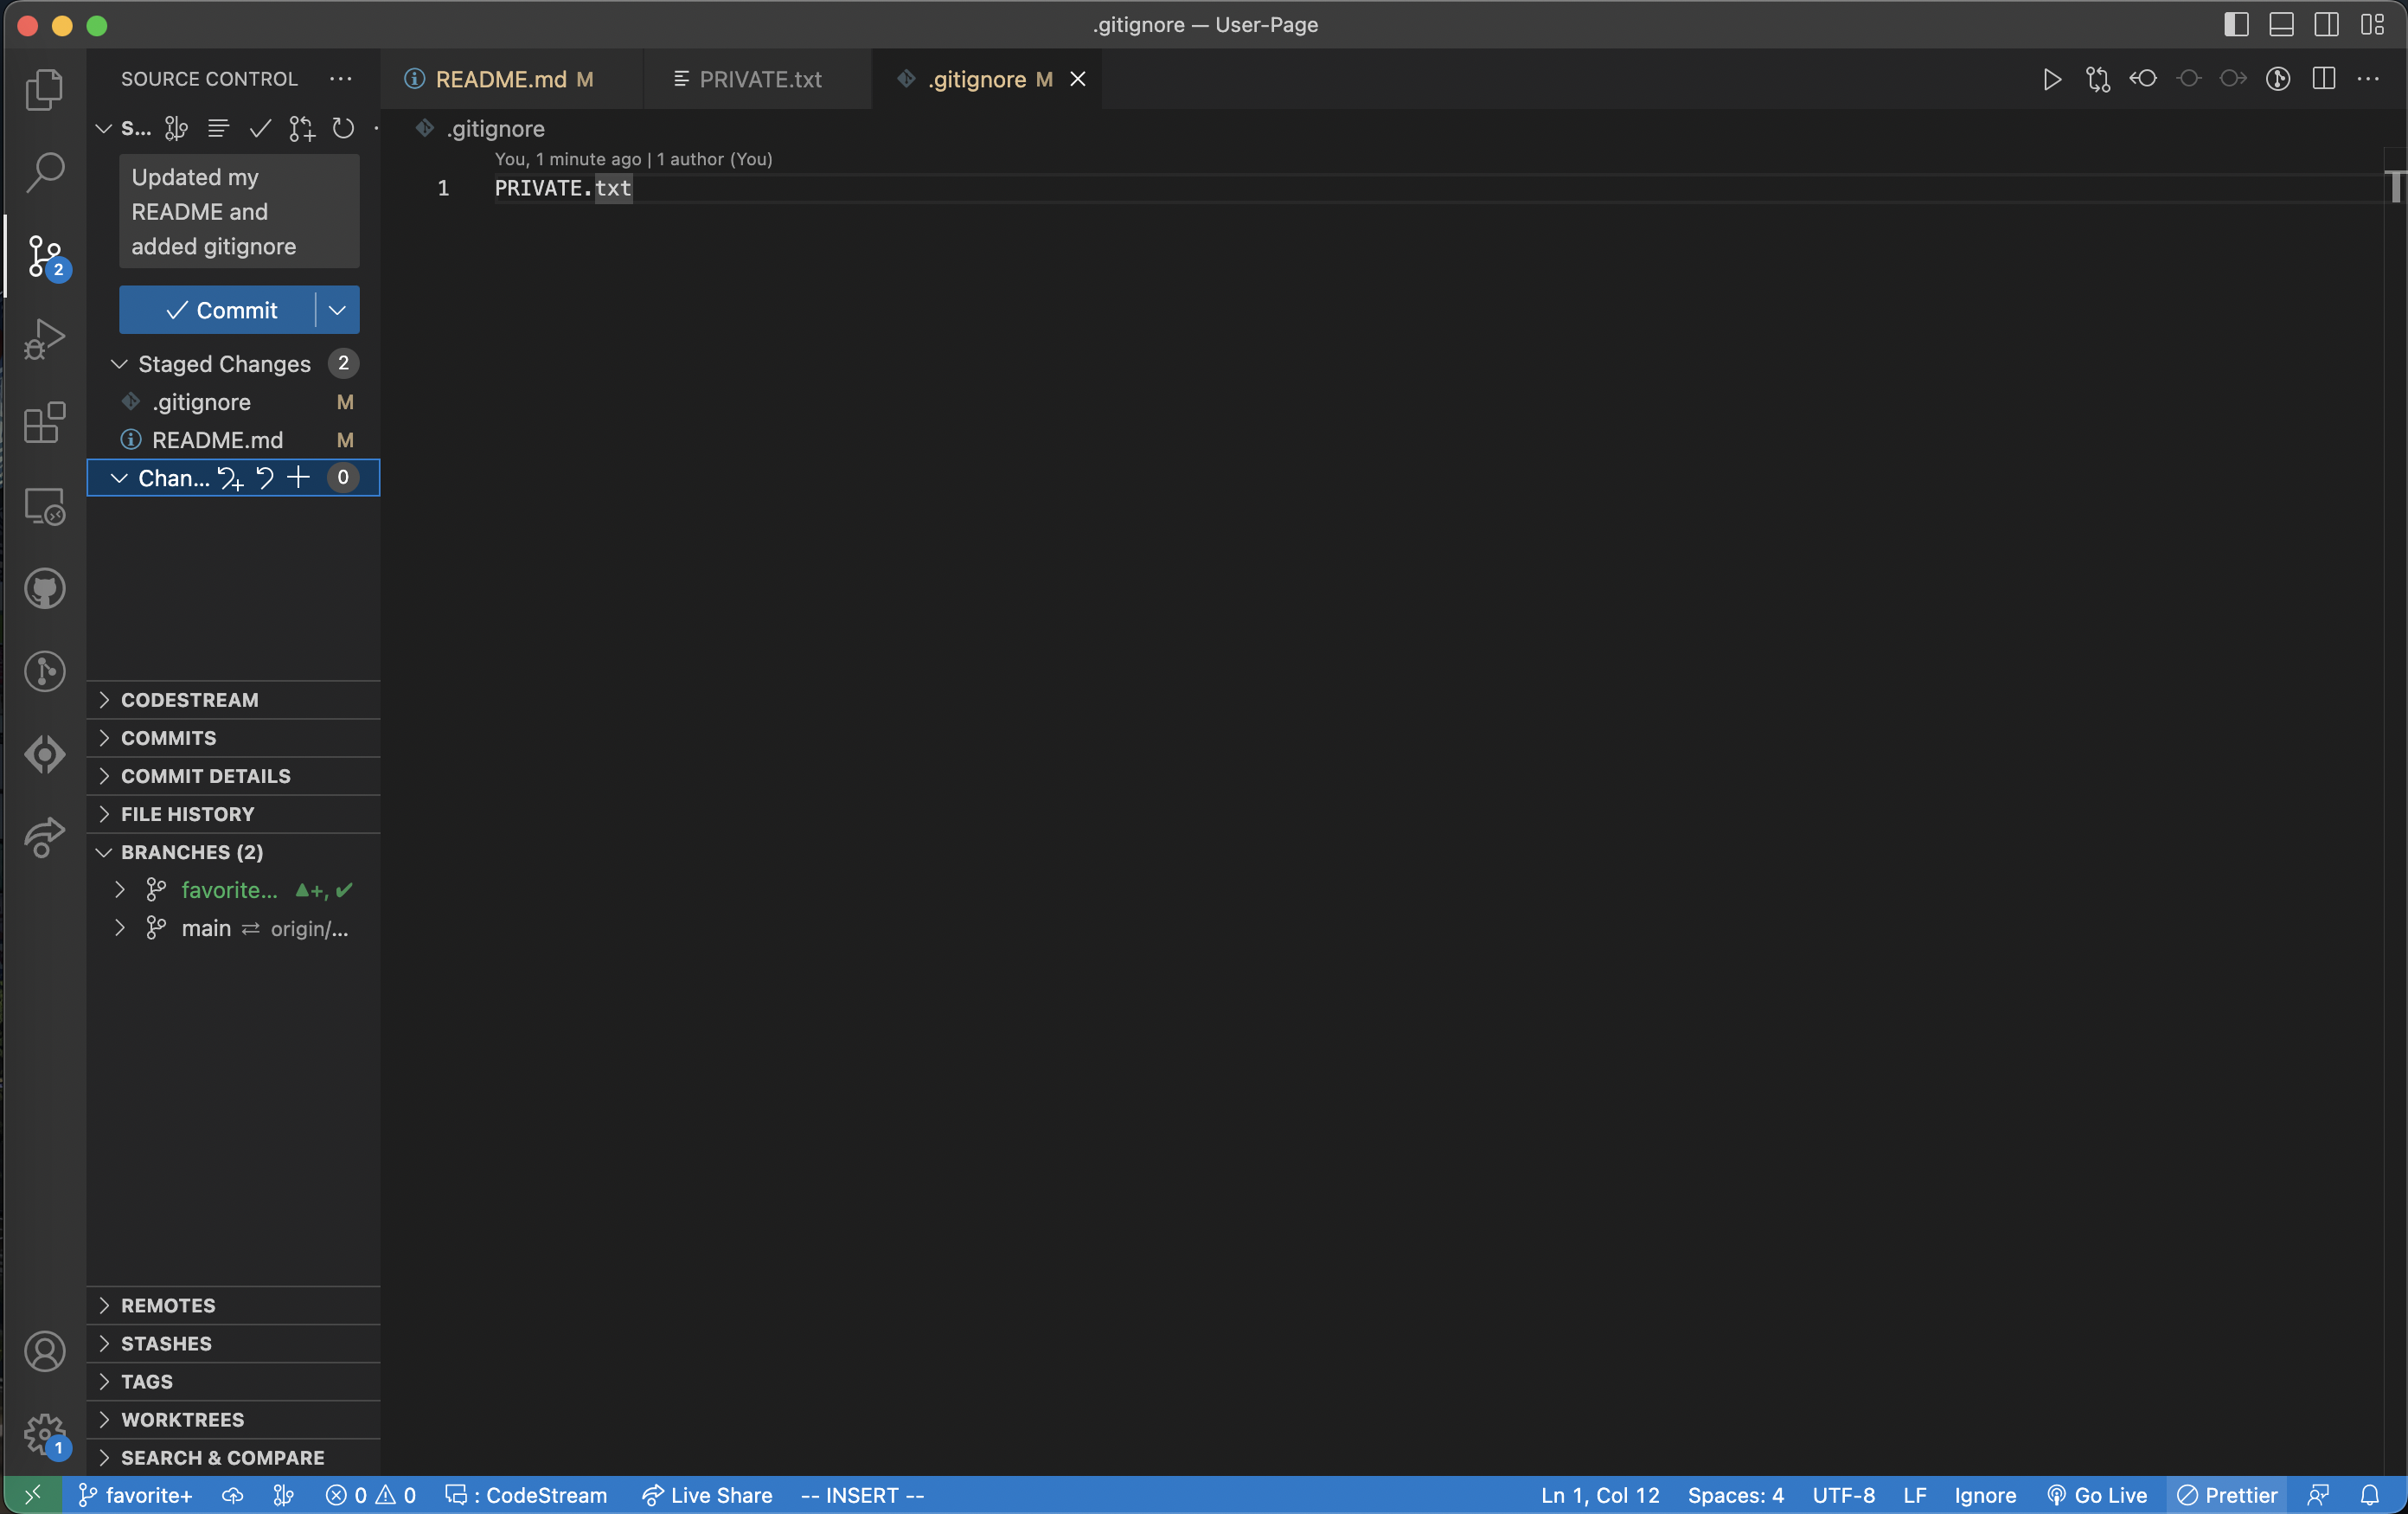 .gitignore — User-Page
SOURCE CONTROL
README.md M
PRIVATE.txt
.gitignore M
S...
.gitignore
Updated my
README and
added gitignore
You, 1 minute ago | 1 author (You)
1 PRIVATE.txt
2
Commit
Staged Changes 2
.gitignore M
README.md M
Chan... 0
CODESTREAM
COMMITS
COMMIT DETAILS
FILE HISTORY
BRANCHES (2)
favorite... ▲+, ✔
main ⇄ origin/...
REMOTES
STASHES
TAGS
WORKTREES
1
SEARCH & COMPARE
favorite+ 0 0 : CodeStream Live Share -- INSERT -- Ln 1, Col 12 Spaces: 4 UTF-8 LF Ignore Go Live Prettier